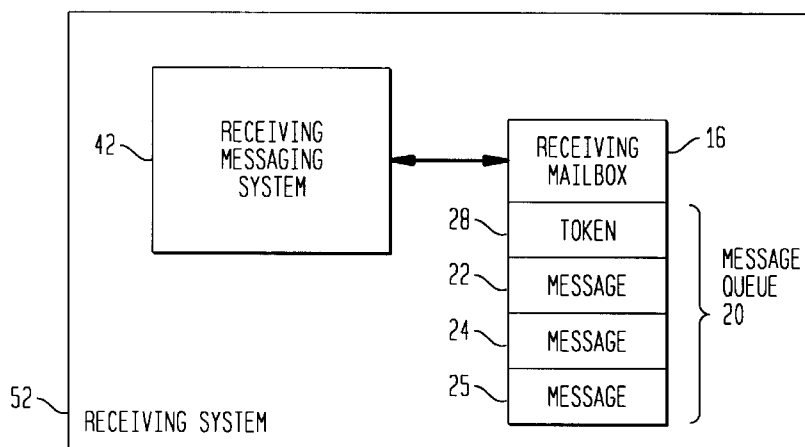 42
RECEIVING
MESSAGING
SYSTEM
RECEIVING
MAILBOX
16
28
TOKEN
22
MESSAGE
24
MESSAGE
25
MESSAGE
MESSAGE
QUEUE
20
52
RECEIVING SYSTEM